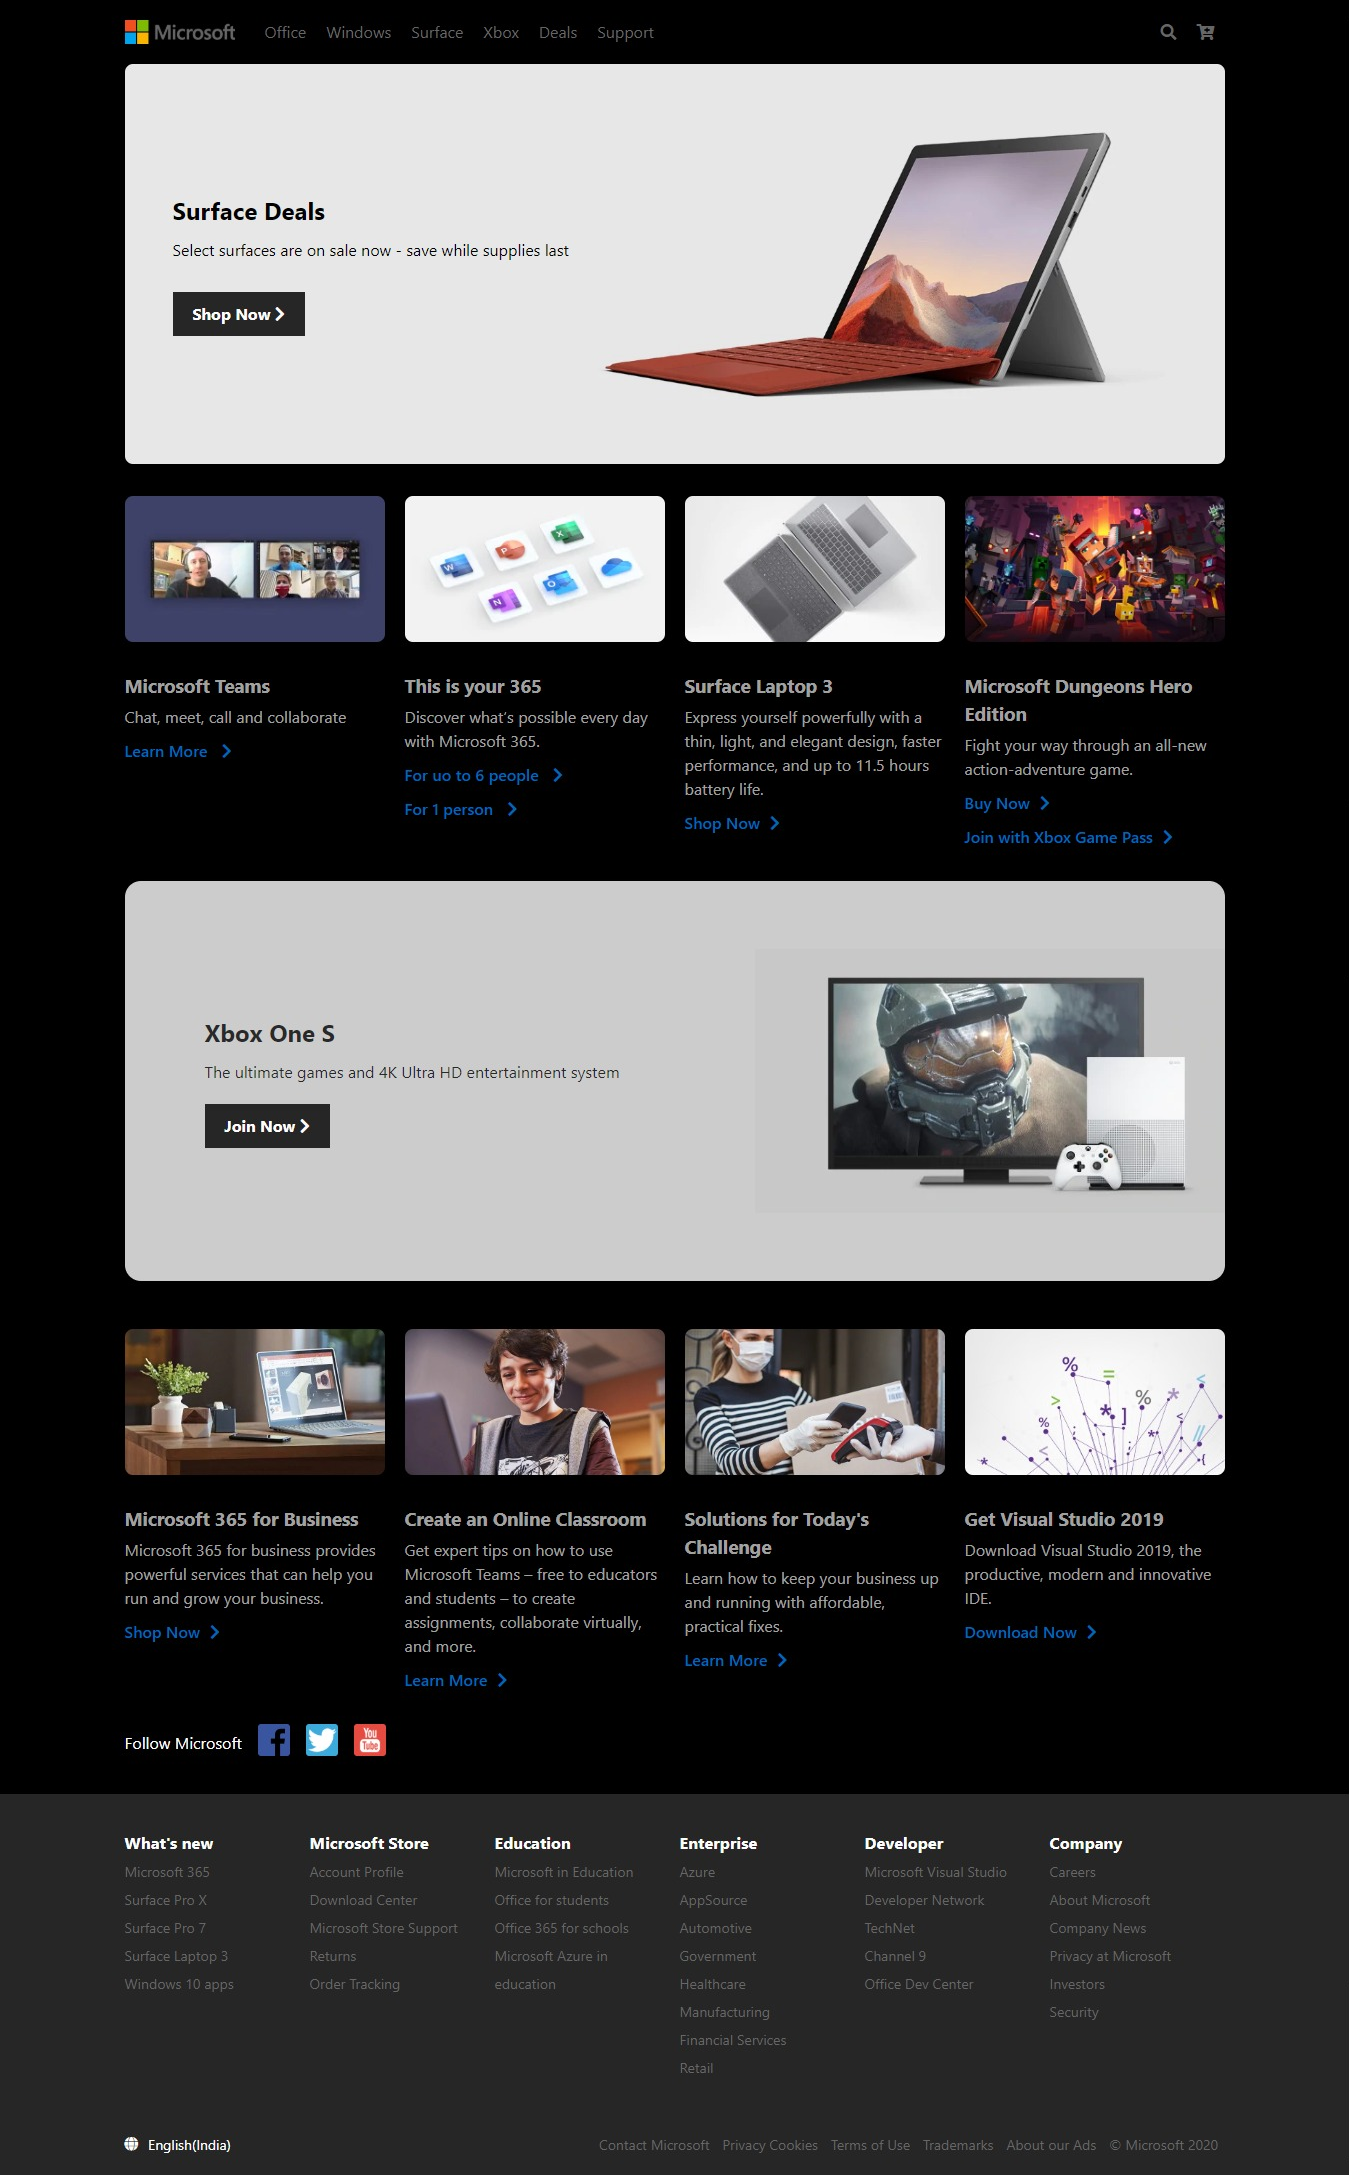 Microsoft Office Windows Surface Xbox Deals Support
Surface Deals
Select surfaces are on sale now - save while supplies last
Shop Now
Microsoft Teams
Chat, meet, call and collaborate
Learn More
This is your 365
Discover what's possible every day
with Microsoft 365.
For uo to 6 people
For 1 person
Surface Laptop 3
Express yourself powerfully with a
thin, light, and elegant design, faster
performance, and up to 11.5 hours
battery life.
Shop Now
Microsoft Dungeons Hero
Edition
Fight your way through an all-new
action-adventure game.
Buy Now
Join with Xbox Game Pass
Xbox One S
The ultimate games and 4K Ultra HD entertainment system
Join Now
Microsoft 365 for Business
Microsoft 365 for business provides
powerful services that can help you
run and grow your business.
Shop Now
Create an Online Classroom
Get expert tips on how to use
Microsoft Teams – free to educators
and students – to create
assignments, collaborate virtually,
and more.
Learn More
Solutions for Today's
Challenge
Learn how to keep your business up
and running with affordable,
practical fixes.
Learn More
Get Visual Studio 2019
Download Visual Studio 2019, the
productive, modern and innovative
IDE.
Download Now
Follow Microsoft
You
Tube
What's new
Microsoft 365
Surface Pro X
Surface Pro 7
Surface Laptop 3
Windows 10 apps
Microsoft Store
Account Profile
Download Center
Microsoft Store Support
Returns
Order Tracking
Education
Microsoft in Education
Office for students
Office 365 for schools
Microsoft Azure in
education
Enterprise
Azure
AppSource
Automotive
Government
Healthcare
Manufacturing
Financial Services
Retail
Developer
Microsoft Visual Studio
Developer Network
TechNet
Channel 9
Office Dev Center
Company
Careers
About Microsoft
Company News
Privacy at Microsoft
Investors
Security
English(India)
Contact Microsoft Privacy Cookies Terms of Use Trademarks About our Ads © Microsoft 2020